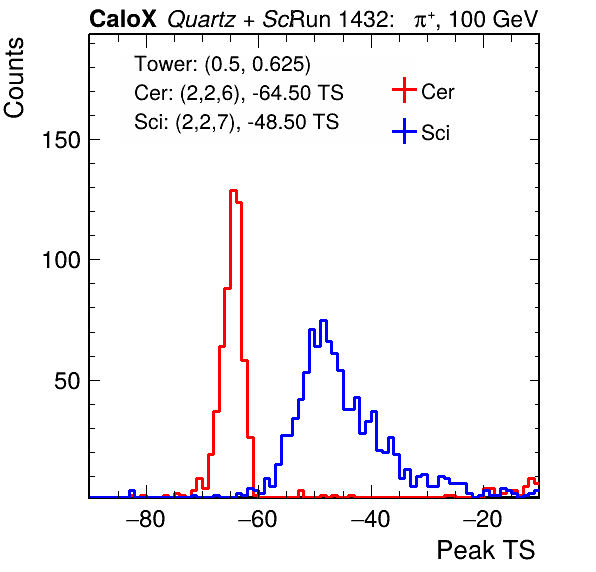 CaloX Quartz + ScRun 1432: π⁺, 100 GeV
Counts
Tower: (0.5, 0.625)
Cer: (2,2,6), -64.50 TS
Sci: (2,2,7), -48.50 TS
Cer
Sci
150
100
50
−80 −60 −40 −20
Peak TS